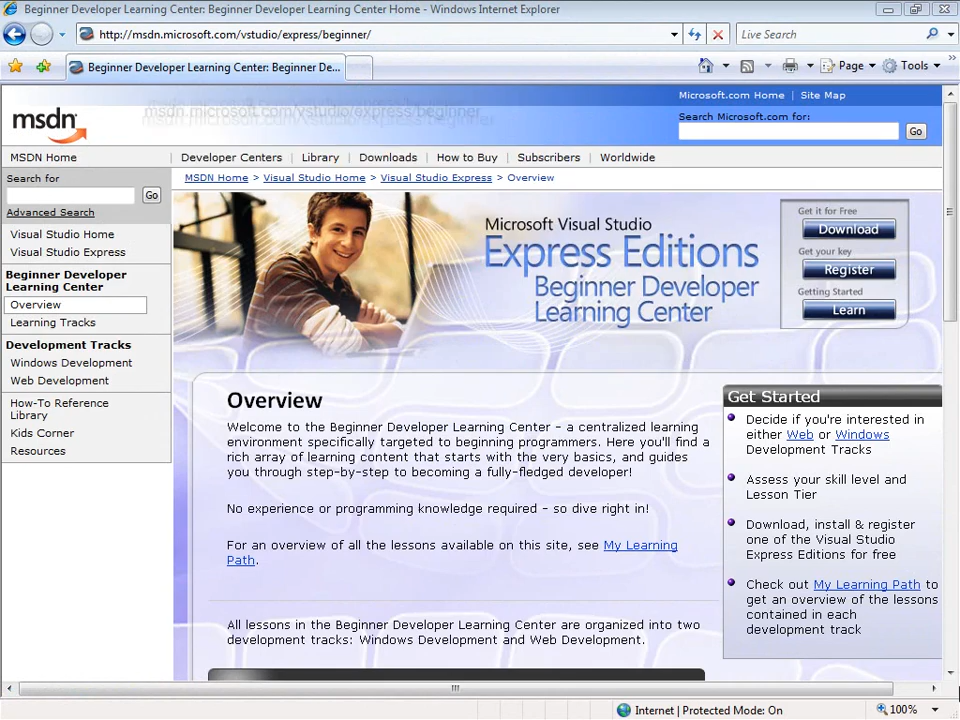 Beginner Developer Learning Center: Beginner Developer Learning Center Home - Windows Internet Explorer
http://msdn.microsoft.com/vstudio/express/beginner/
Live Search
Beginner Developer Learning Center: Beginner De...
Page
Tools
»
msdn
msdn.microsoft.com/vstudio/express/beginner
Microsoft.com Home | Site Map
Search Microsoft.com for:
Go
MSDN Home | Developer Centers | Library | Downloads | How to Buy | Subscribers | Worldwide
Search for
Go
Advanced Search
Visual Studio Home
Visual Studio Express
Beginner Developer
Learning Center
Overview
Learning Tracks
Development Tracks
Windows Development
Web Development
How-To Reference
Library
Kids Corner
Resources
MSDN Home > Visual Studio Home > Visual Studio Express > Overview
Microsoft Visual Studio
Express Editions
Beginner Developer
Learning Center
Get it for Free
Download
Get your key
Register
Getting Started
Learn
Overview
Welcome to the Beginner Developer Learning Center - a centralized learning
environment specifically targeted to beginning programmers. Here you'll find a
rich array of learning content that starts with the very basics, and guides
you through step-by-step to becoming a fully-fledged developer!
No experience or programming knowledge required - so dive right in!
For an overview of all the lessons available on this site, see My Learning
Path.
All lessons in the Beginner Developer Learning Center are organized into two
development tracks: Windows Development and Web Development.
Get Started
Decide if you're interested in
either Web or Windows
Development Tracks
Assess your skill level and
Lesson Tier
Download, install & register
one of the Visual Studio
Express Editions for free
Check out My Learning Path to
get an overview of the lessons
contained in each
development track
Internet | Protected Mode: On
100%